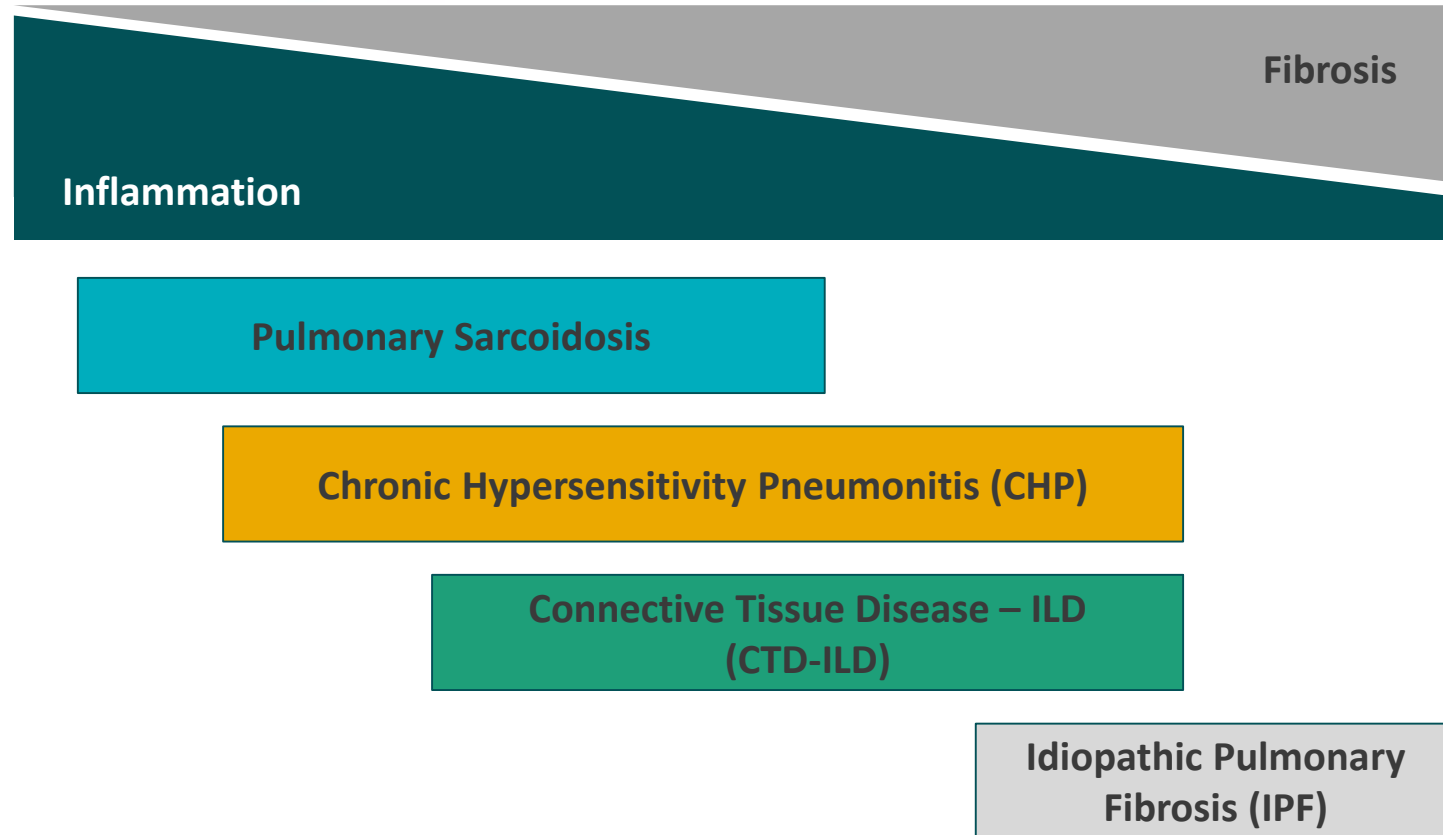 Fibrosis
Inflammation
Pulmonary Sarcoidosis
Chronic Hypersensitivity Pneumonitis (CHP)
Connective Tissue Disease – ILD
(CTD-ILD)
Idiopathic Pulmonary
Fibrosis (IPF)